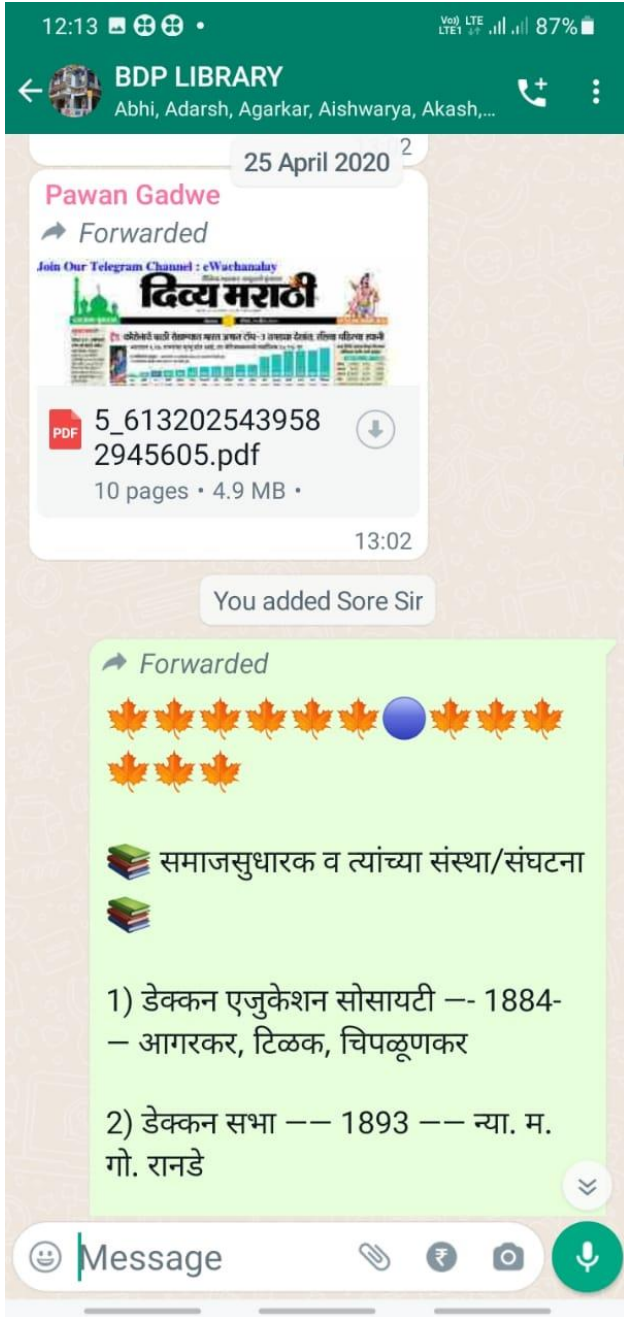 12:13
Vo) LTE
LTE1
87%
BDP LIBRARY
Abhi, Adarsh, Agarkar, Aishwarya, Akash,...
25 April 2020
Pawan Gadwe
Forwarded
Join Our Telegram Channel : eWachanalay
दिव्य मराठी
PDF
5_613202543958
2945605.pdf
10 pages • 4.9 MB •
13:02
You added Sore Sir
Forwarded
समाजसुधारक व त्यांच्या संस्था/संघटना
1) डेक्कन एजुकेशन सोसायटी —- 1884-
— आगरकर, टिळक, चिपळूणकर
2) डेक्कन सभा —— 1893 —— न्या. म.
गो. रानडे
Message